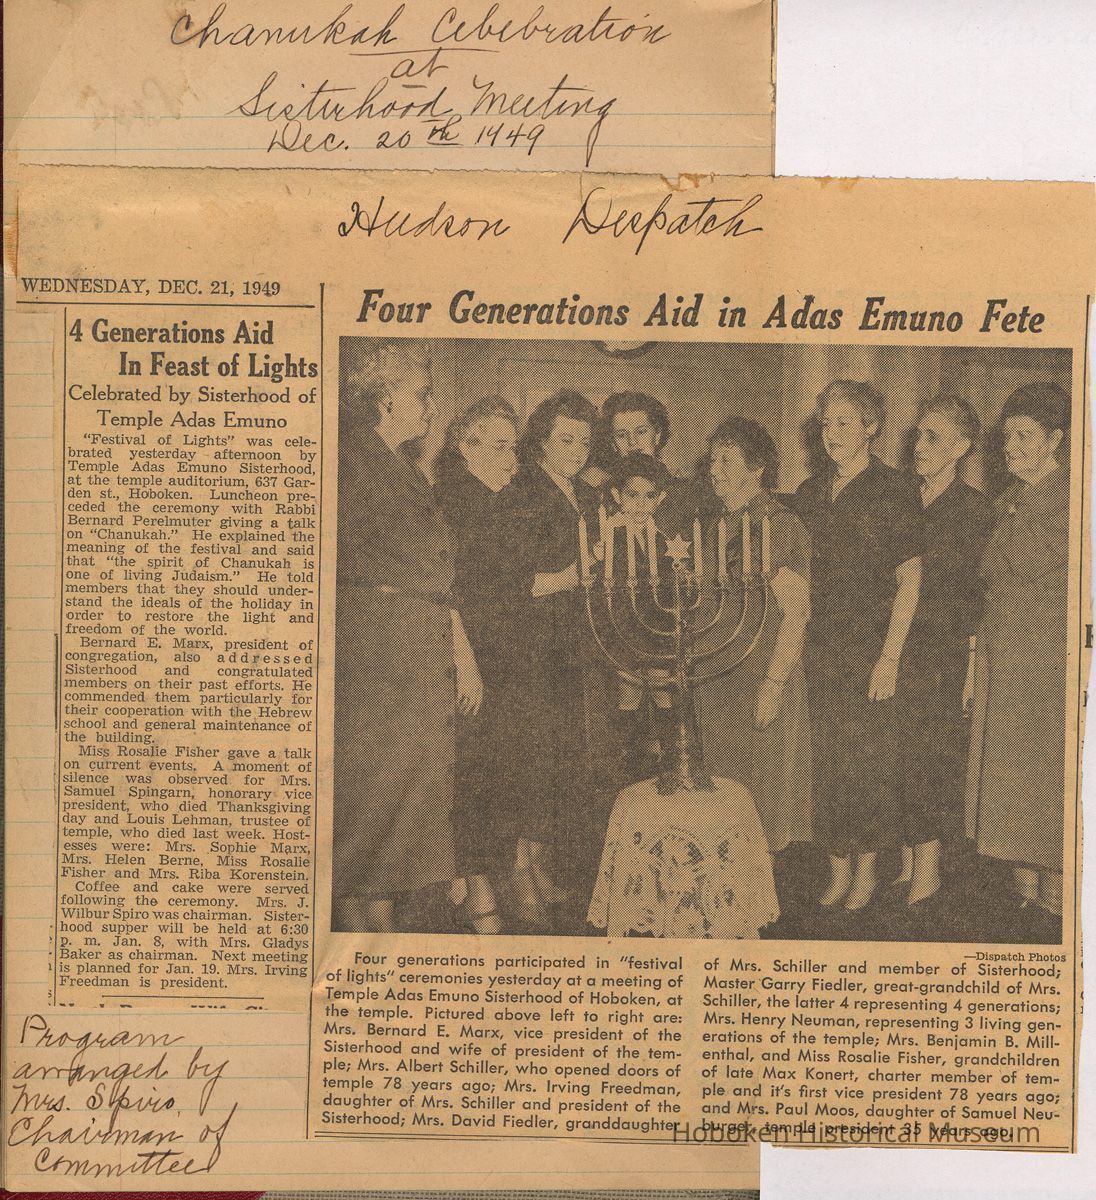 Chanukah Celebration
at
Sisterhood Meeting
Dec. 20th 1949
Hudson Despatch
WEDNESDAY, DEC. 21, 1949
4 Generations Aid
In Feast of Lights
Celebrated by Sisterhood of
Temple Adas Emuno
"Festival of Lights" was cele-
brated yesterday afternoon by
Temple Adas Emuno Sisterhood,
at the temple auditorium, 637 Gar-
den st., Hoboken. Luncheon pre-
ceded the ceremony with Rabbi
Bernard Perelmuter giving a talk
on "Chanukah." He explained the
meaning of the festival and said
that "the spirit of Chanukah is
one of living Judaism." He told
members that they should under-
stand the ideals of the holiday in
order to restore the light and
freedom of the world.
Bernard E. Marx, president of
congregation, also addressed
Sisterhood and congratulated
members on their past efforts. He
commended them particularly for
their cooperation with the Hebrew
school and general maintenance of
the building.
Miss Rosalie Fisher gave a talk
on current events. A moment of
silence was observed for Mrs.
Samuel Spingarn, honorary vice
president, who died Thanksgiving
day and Louis Lehman, trustee of
temple, who died last week. Host-
esses were: Mrs. Sophie Marx,
Mrs. Helen Berne, Miss Rosalie
Fisher and Mrs. Riba Korenstein.
Coffee and cake were served
following the ceremony. Mrs. J.
Wilbur Spiro was chairman. Sister-
hood supper will be held at 6:30
p. m. Jan. 8, with Mrs. Gladys
Baker as chairman. Next meeting
is planned for Jan. 19. Mrs. Irving
Freedman is president.
Program
arranged by
Mrs. Spiro,
Chairman of
Committee
Four Generations Aid in Adas Emuno Fete
—Dispatch Photos
Four generations participated in "festival
of lights" ceremonies yesterday at a meeting of
Temple Adas Emuno Sisterhood of Hoboken, at
the temple. Pictured above left to right are:
Mrs. Bernard E. Marx, vice president of the
Sisterhood and wife of president of the tem-
ple; Mrs. Albert Schiller, who opened doors of
temple 78 years ago; Mrs. Irving Freedman,
daughter of Mrs. Schiller and president of the
Sisterhood; Mrs. David Fiedler, granddaughter
of Mrs. Schiller and member of Sisterhood;
Master Garry Fiedler, great-grandchild of Mrs.
Schiller, the latter 4 representing 4 generations;
Mrs. Henry Neuman, representing 3 living gen-
erations of the temple; Mrs. Benjamin B. Mill-
enthal, and Miss Rosalie Fisher, grandchildren
of late Max Konert, charter member of tem-
ple and it's first vice president 78 years ago;
and Mrs. Paul Moos, daughter of Samuel Neu-
burger, temple president 35 years ago.
Hoboken Historical Museum